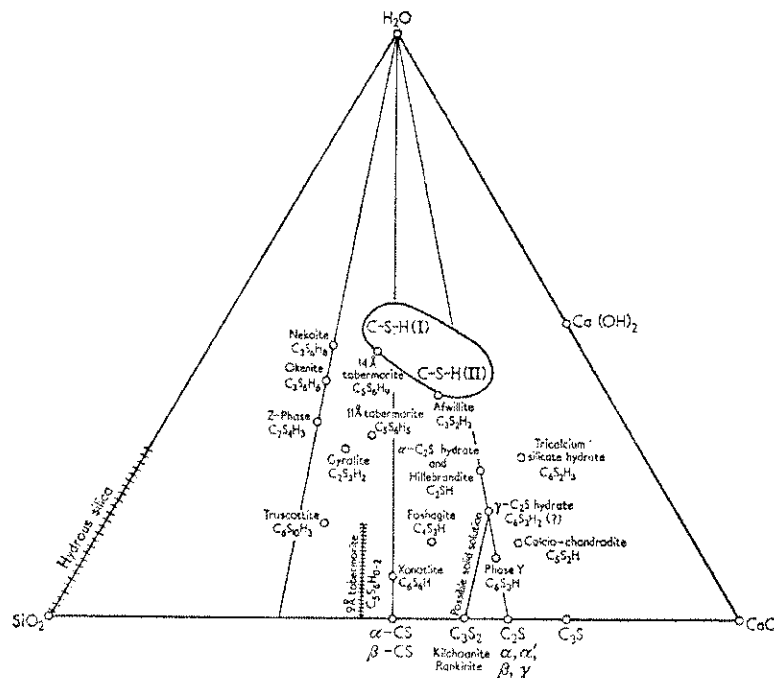 H₂O
Ca (OH)₂
C-S-H(I)
C-S-H(II)
Nekoite
C₃S₆H₈
Okenite
C₃S₆H₆
14Å
tobermorite
C₅S₆H₉
Afwillite
C₃S₂H₃
Z-Phase
C₂S₄H₃
11Å tobermorite
C₅S₆H₅
Gyrolite
C₂S₃H₂
α-C₂S hydrate
and
Hillebrandite
C₂SH
Tricalcium
silicate hydrate
C₆S₂H₃
Hydrous silica
Truscottite
C₆S₁₀H₃
9Å tobermorite
C₅S₆H₀₋₂
Foshagite
C₄S₃H
Possible solid solution
γ-C₂S hydrate
C₆S₃H₂ (??)
Calcio-chondrodite
C₅S₂H
Xonotlite
C₆S₆H
Phase Y
C₆S₃H
SiO₂
α-CS
β-CS
C₃S₂
Kilchoanite
Rankinite
C₂S
α, α′,
β, γ
C₃S
CaO